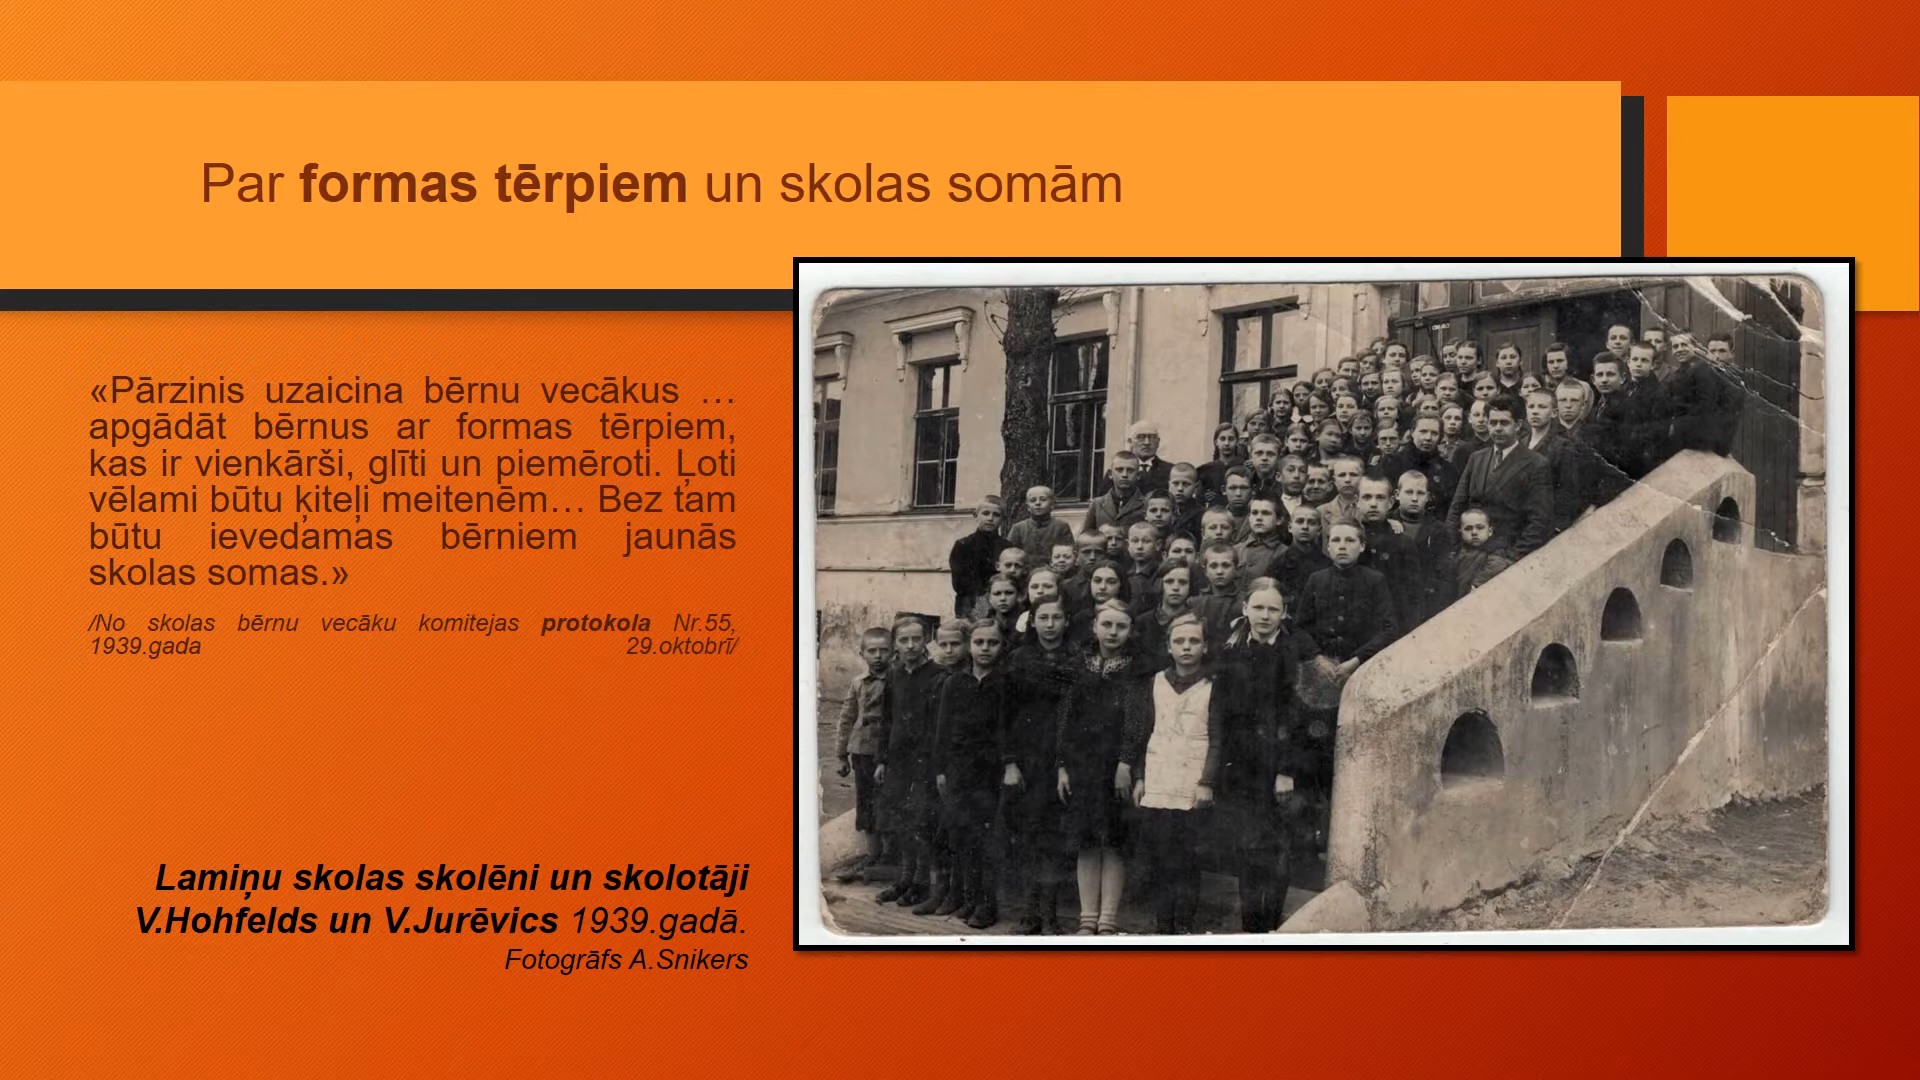 Par formas tērpiem un skolas somām
«Pārzinis uzaicina bērnu vecākus …
apgādāt bērnus ar formas tērpiem,
kas ir vienkārši, glīti un piemēroti. Ļoti
vēlami būtu ķiteļi meitenēm… Bez tam
būtu ievedamas bērniem jaunās
skolas somas.»
/No skolas bērnu vecāku komitejas protokola Nr.55,
1939.gada 29.oktobrī/
Lamiņu skolas skolēni un skolotāji
V.Hohfelds un V.Jurēvics 1939.gadā.
Fotogrāfs A.Snikers